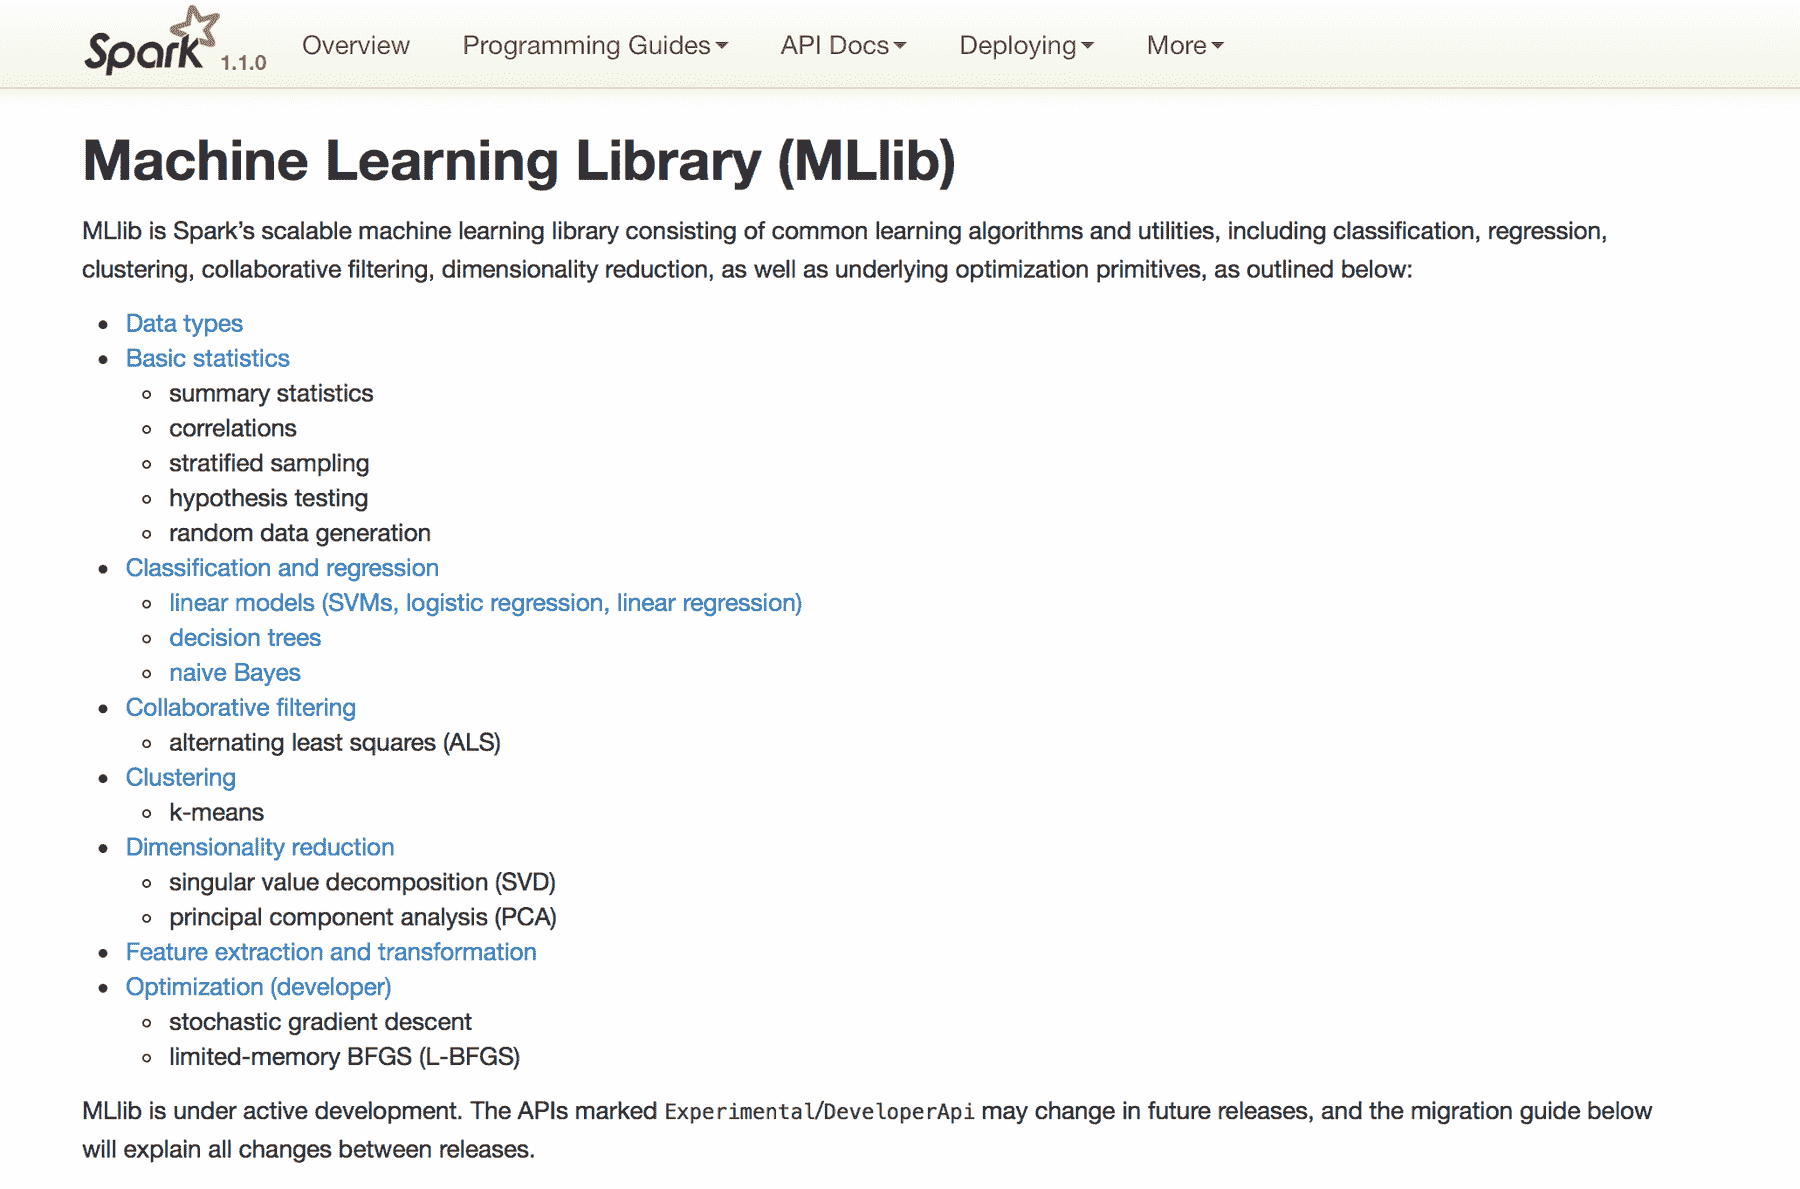 Spark 1.1.0 Overview Programming Guides API Docs Deploying More
Machine Learning Library (MLlib)
MLlib is Spark’s scalable machine learning library consisting of common learning algorithms and utilities, including classification, regression,
clustering, collaborative filtering, dimensionality reduction, as well as underlying optimization primitives, as outlined below:
Data types
Basic statistics
summary statistics
correlations
stratified sampling
hypothesis testing
random data generation
Classification and regression
linear models (SVMs, logistic regression, linear regression)
decision trees
naive Bayes
Collaborative filtering
alternating least squares (ALS)
Clustering
k-means
Dimensionality reduction
singular value decomposition (SVD)
principal component analysis (PCA)
Feature extraction and transformation
Optimization (developer)
stochastic gradient descent
limited-memory BFGS (L-BFGS)
MLlib is under active development. The APIs marked Experimental/DeveloperApi may change in future releases, and the migration guide below
will explain all changes between releases.